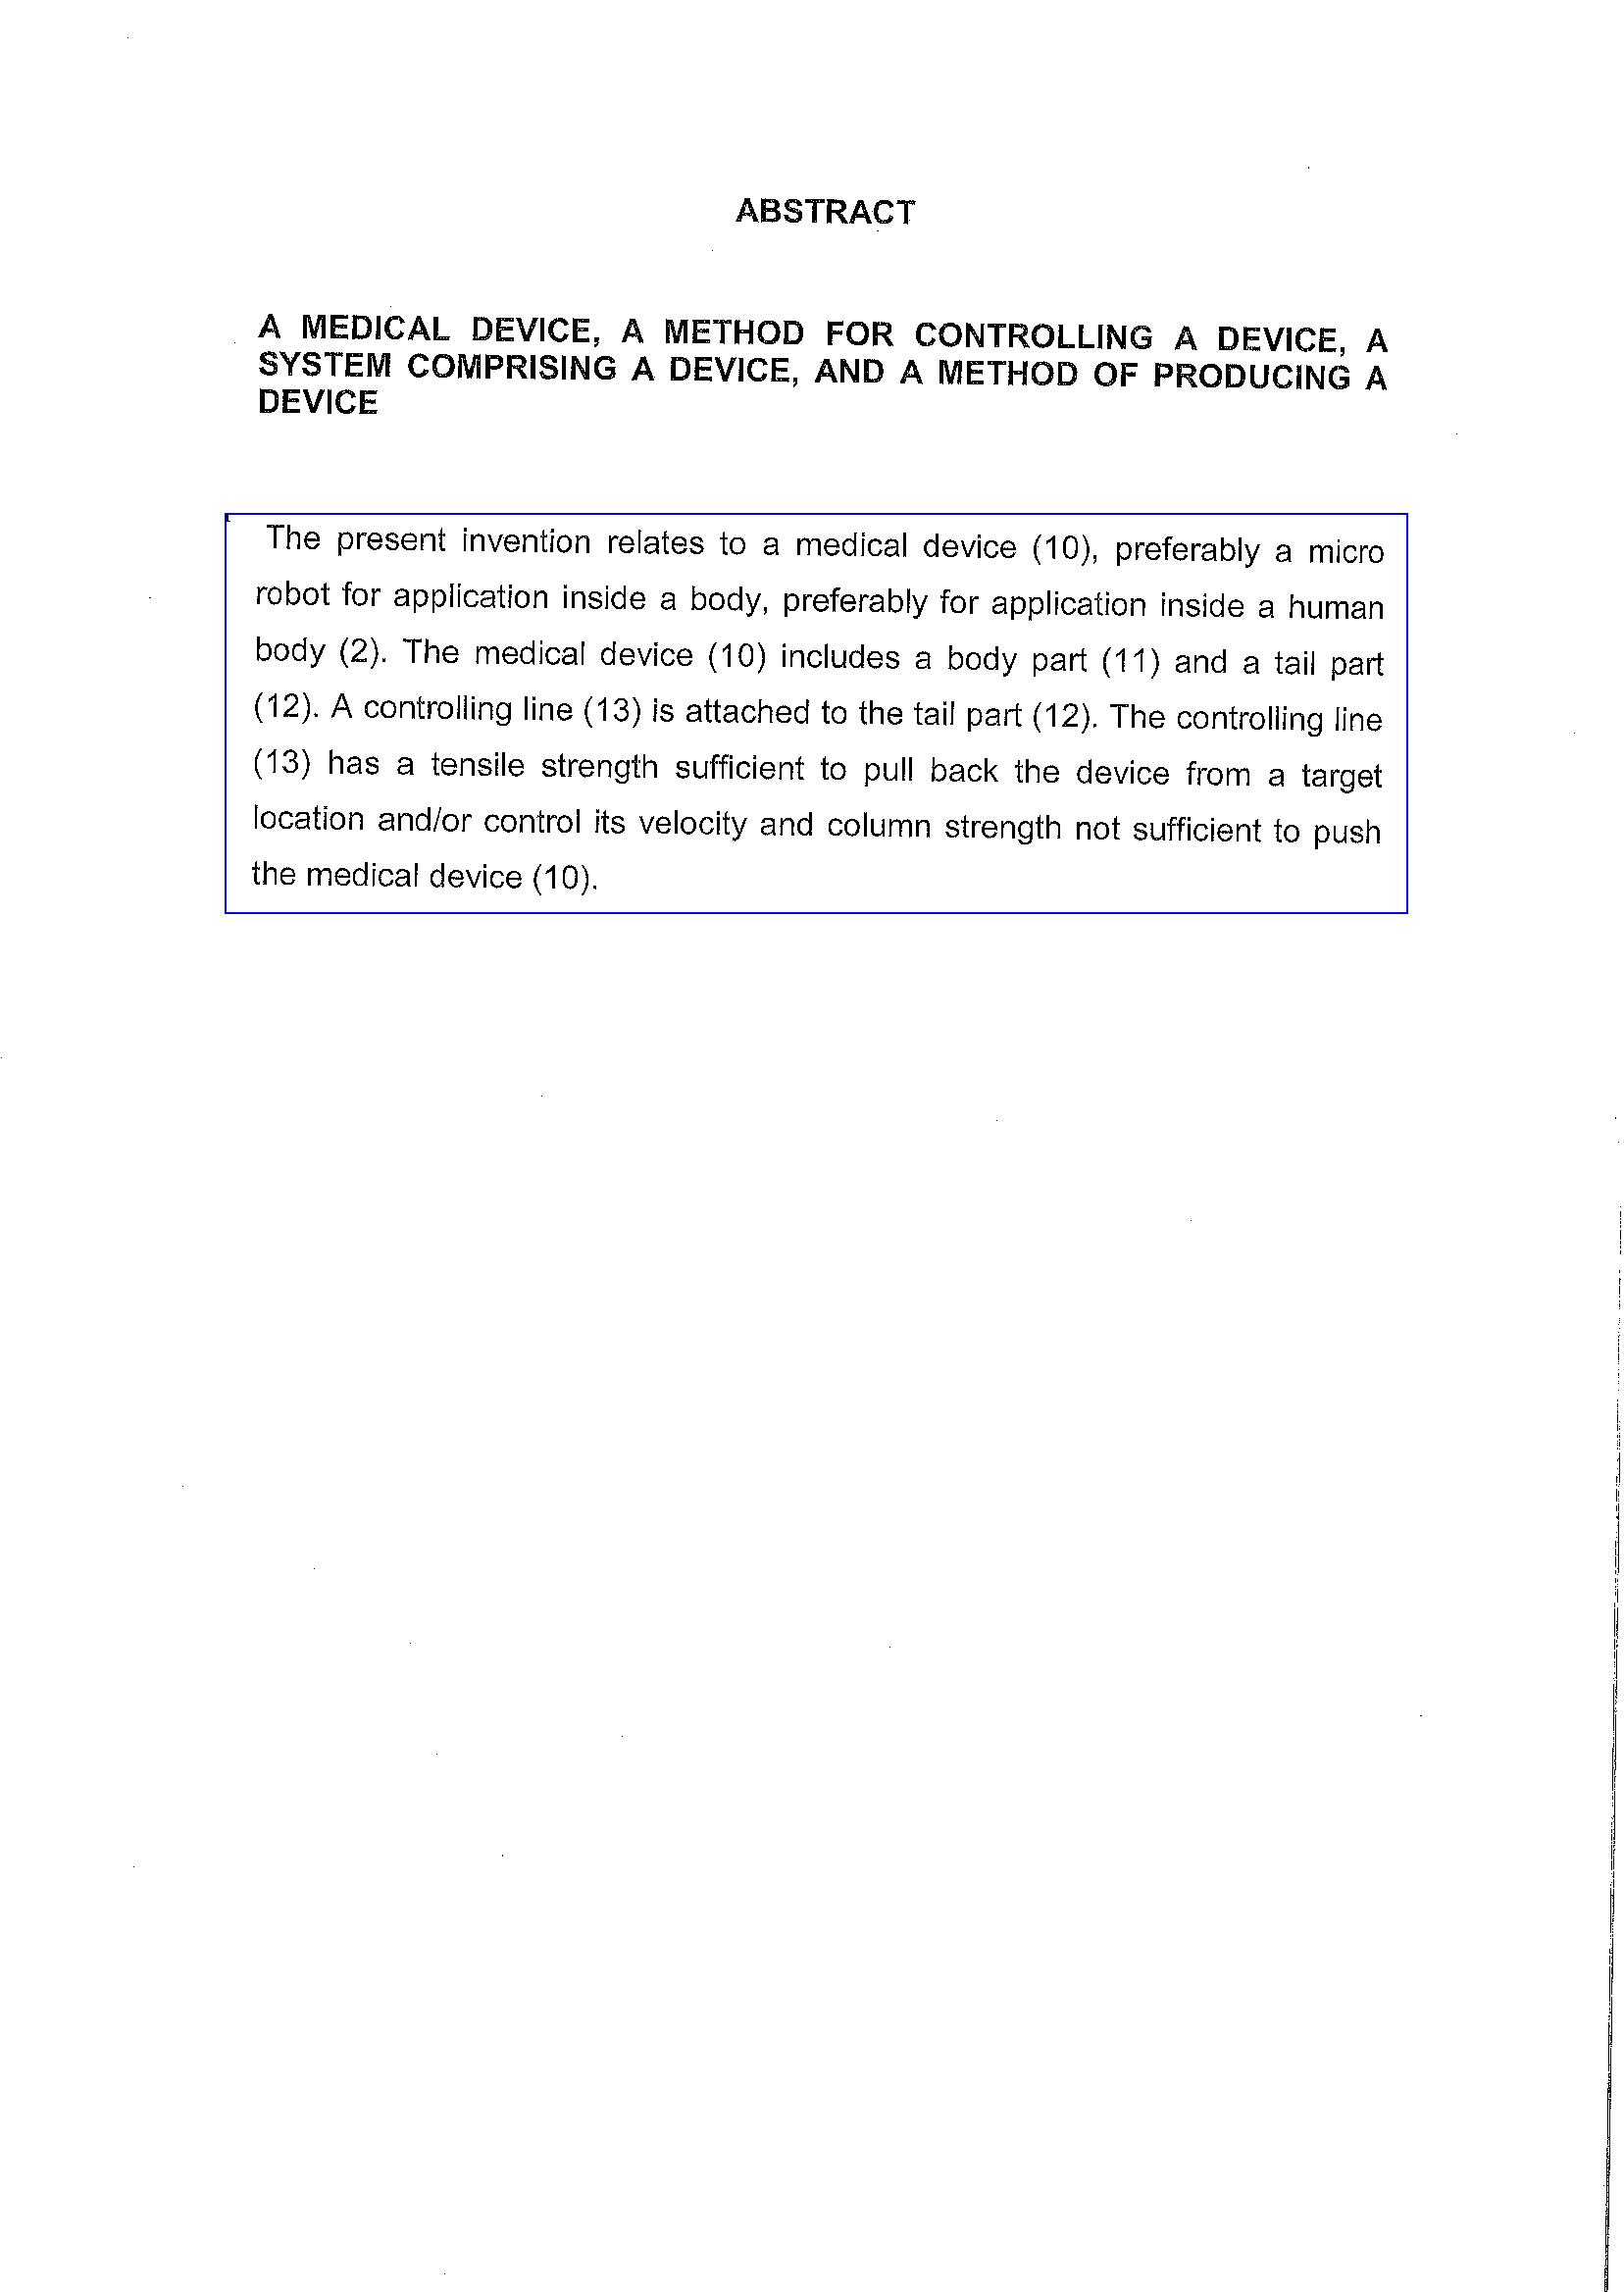 ABSTRACT
A MEDICAL DEVICE, A METHOD FOR CONTROLLING A DEVICE, A
SYSTEM COMPRISING A DEVICE, AND A METHOD OF PRODUCING A
DEVICE
The present invention relates to a medical device (10), preferably a micro
robot for application inside a body, preferably for application inside a human
body (2). The medical device (10) includes a body part (11) and a tail part
(12). A controlling line (13) is attached to the tail part (12). The controlling line
(13) has a tensile strength sufficient to pull back the device from a target
location and/or control its velocity and column strength not sufficient to push
the medical device (10).